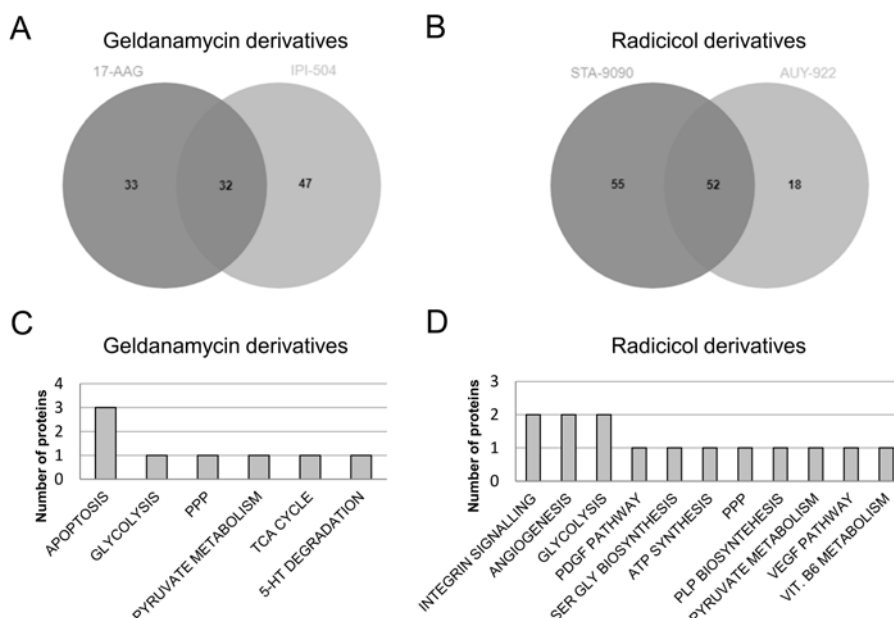 A
Geldanamycin derivatives
17-AAG
IPI-504
33
32
47
B
Radicicol derivatives
STA-9090
AUY-922
55
52
18
C
Geldanamycin derivatives
Number of proteins
4
3
2
1
0
APOPTOSIS
GLYCOLYSIS
PPP
PYRUVATE METABOLISM
TCA CYCLE
5-HT DEGRADATION
D
Radicicol derivatives
Number of proteins
3
2
1
0
INTEGRIN SIGNALLING
ANGIOGENESIS
GLYCOLYSIS
PDGF PATHWAY
SER GLY BIOSYNTHESIS
ATP SYNTHESIS
PPP
PLP BIOSYNTEHESIS
PYRUVATE METABOLISM
VEGF PATHWAY
VIT. B6 METABOLISM